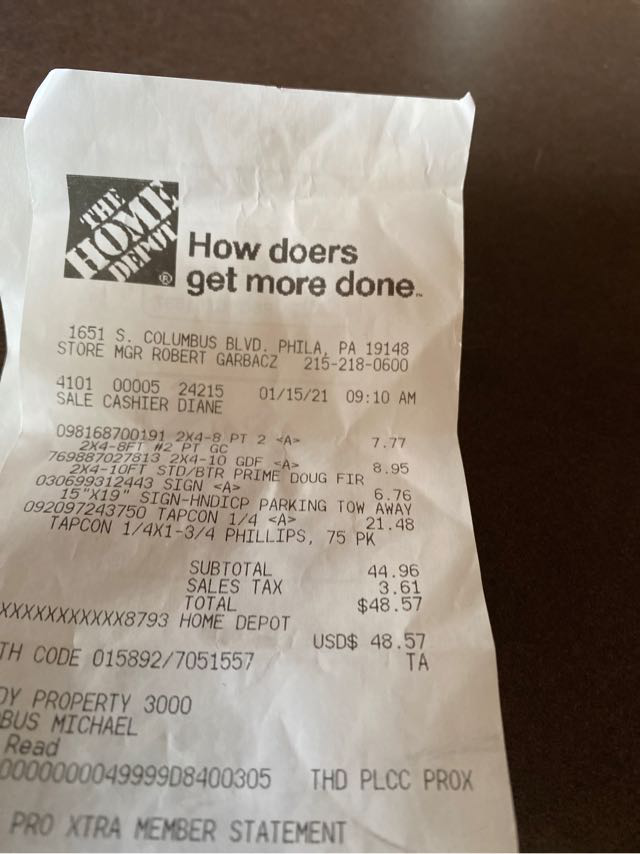 THE
HOME
DEPOT
®
How doers
get more done.™
1651 S. COLUMBUS BLVD. PHILA, PA 19148
STORE MGR ROBERT GARBACZ 215-218-0600
4101 00005 24215 01/15/21 09:10 AM
SALE CASHIER DIANE
098168700191 2X4-8 PT 2 <A> 7.77
2X4-8FT #2 PT GC
769887027813 2X4-10 GDF <A> 8.95
2X4-10FT STD/BTR PRIME DOUG FIR
030699312443 SIGN <A> 6.76
15"X19" SIGN-HNDICP PARKING TOW AWAY
092097243750 TAPCON 1/4 <A> 21.48
TAPCON 1/4X1-3/4 PHILLIPS, 75 PK
SUBTOTAL 44.96
SALES TAX 3.61
TOTAL $48.57
XXXXXXXXXXXX8793 HOME DEPOT
USD$ 48.57
TH CODE 015892/7051557 TA
DY PROPERTY 3000
BUS MICHAEL
Read
0000000049999D8400305 THD PLCC PROX
PRO XTRA MEMBER STATEMENT